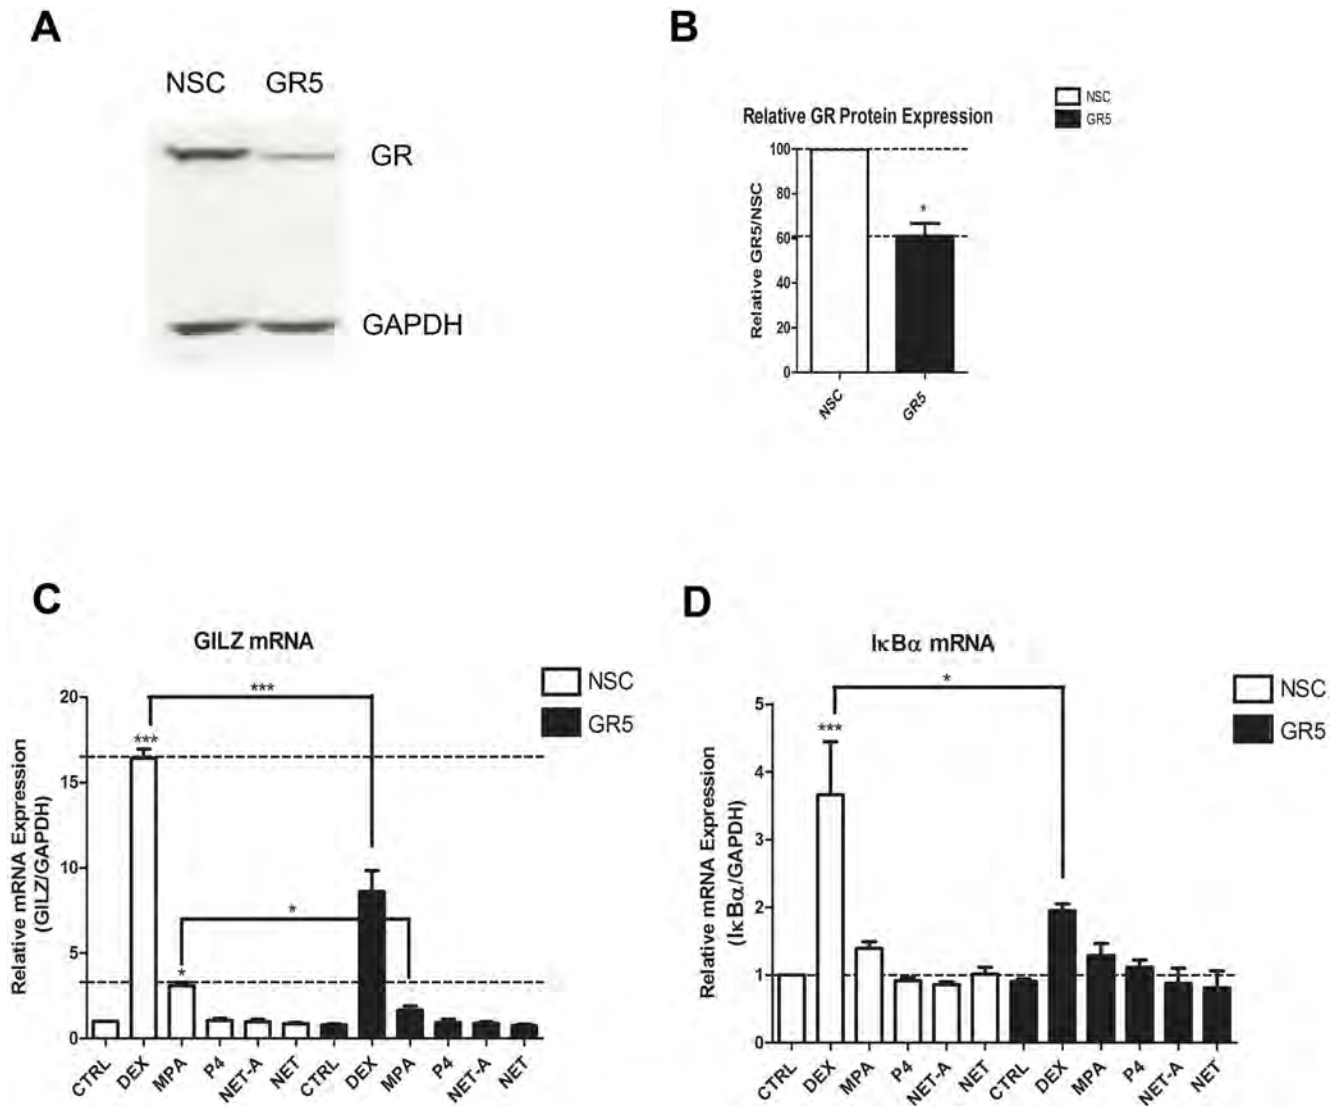 A
NSC GR5
GR
GAPDH
B
NSC
GR5
Relative GR Protein Expression
Relative GR5/NSC
100
80
60
40
20
0
*
NSC GR5
C
GILZ mRNA
NSC
GR5
Relative mRNA Expression
(GILZ/GAPDH)
20
15
10
5
0
***
***
*
*
CTRL DEX MPA P4 NET-A NET CTRL DEX MPA P4 NET-A NET
D
IκBα mRNA
NSC
GR5
Relative mRNA Expression
(IκBα/GAPDH)
5
4
3
2
1
0
*
***
CTRL DEX MPA P4 NET-A NET CTRL DEX MPA P4 NET-A NET